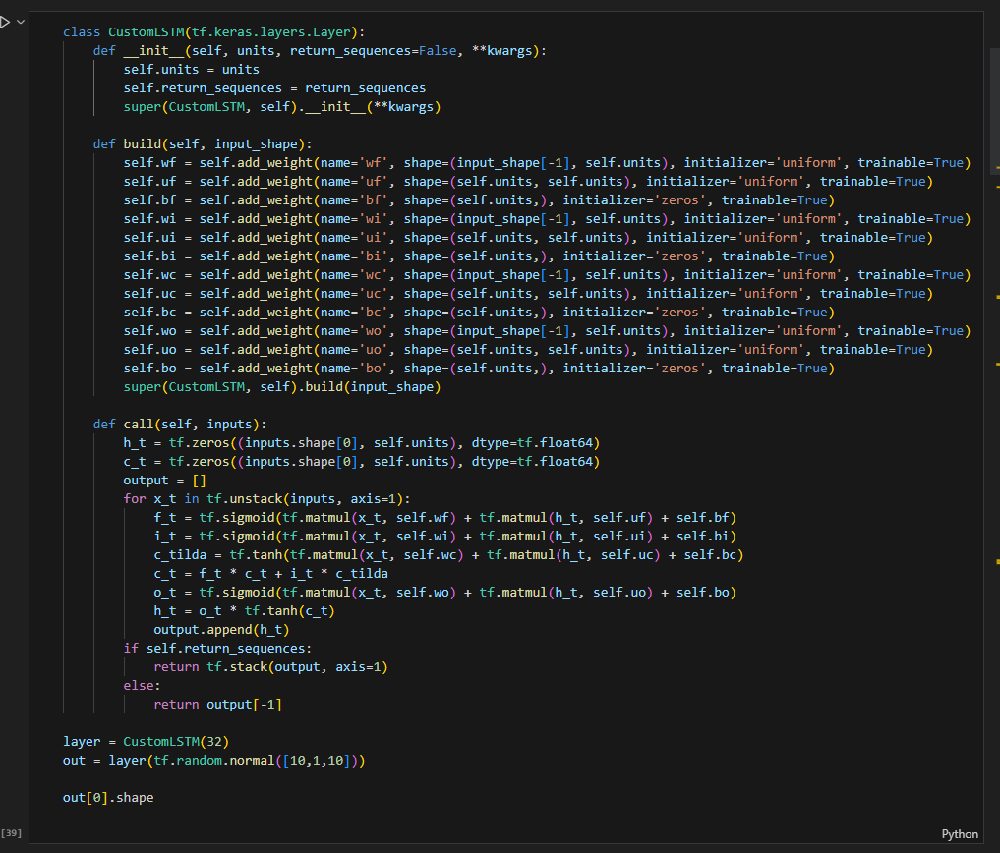 class CustomLSTM(tf.keras.layers.Layer):
    def __init__(self, units, return_sequences=False, **kwargs):
        self.units = units
        self.return_sequences = return_sequences
        super(CustomLSTM, self).__init__(**kwargs)
    def build(self, input_shape):
        self.wf = self.add_weight(name='wf', shape=(input_shape[-1], self.units), initializer='uniform', trainable=True)
        self.uf = self.add_weight(name='uf', shape=(self.units, self.units), initializer='uniform', trainable=True)
        self.bf = self.add_weight(name='bf', shape=(self.units,), initializer='zeros', trainable=True)
        self.wi = self.add_weight(name='wi', shape=(input_shape[-1], self.units), initializer='uniform', trainable=True)
        self.ui = self.add_weight(name='ui', shape=(self.units, self.units), initializer='uniform', trainable=True)
        self.bi = self.add_weight(name='bi', shape=(self.units,), initializer='zeros', trainable=True)
        self.wc = self.add_weight(name='wc', shape=(input_shape[-1], self.units), initializer='uniform', trainable=True)
        self.uc = self.add_weight(name='uc', shape=(self.units, self.units), initializer='uniform', trainable=True)
        self.bc = self.add_weight(name='bc', shape=(self.units,), initializer='zeros', trainable=True)
        self.wo = self.add_weight(name='wo', shape=(input_shape[-1], self.units), initializer='uniform', trainable=True)
        self.uo = self.add_weight(name='uo', shape=(self.units, self.units), initializer='uniform', trainable=True)
        self.bo = self.add_weight(name='bo', shape=(self.units,), initializer='zeros', trainable=True)
        super(CustomLSTM, self).build(input_shape)
    def call(self, inputs):
        h_t = tf.zeros((inputs.shape[0], self.units), dtype=tf.float64)
        c_t = tf.zeros((inputs.shape[0], self.units), dtype=tf.float64)
        output = []
        for x_t in tf.unstack(inputs, axis=1):
            f_t = tf.sigmoid(tf.matmul(x_t, self.wf) + tf.matmul(h_t, self.uf) + self.bf)
            i_t = tf.sigmoid(tf.matmul(x_t, self.wi) + tf.matmul(h_t, self.ui) + self.bi)
            c_tilda = tf.tanh(tf.matmul(x_t, self.wc) + tf.matmul(h_t, self.uc) + self.bc)
            c_t = f_t * c_t + i_t * c_tilda
            o_t = tf.sigmoid(tf.matmul(x_t, self.wo) + tf.matmul(h_t, self.uo) + self.bo)
            h_t = o_t * tf.tanh(c_t)
            output.append(h_t)
        if self.return_sequences:
            return tf.stack(output, axis=1)
        else:
            return output[-1]
layer = CustomLSTM(32)
out = layer(tf.random.normal([10,1,10]))
out[0].shape
[39]
Python